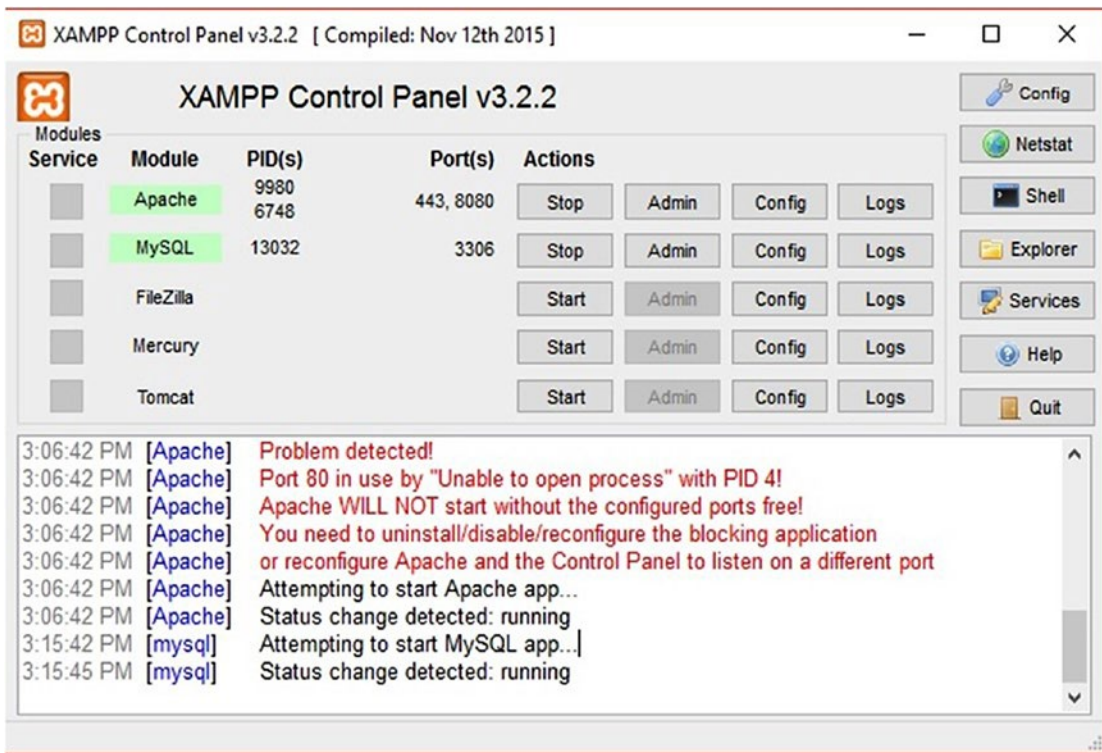 XAMPP Control Panel v3.2.2 [ Compiled: Nov 12th 2015 ]
XAMPP Control Panel v3.2.2
Config
Modules
Netstat
Service Module PID(s) Port(s) Actions
Apache 9980 6748 443, 8080 Stop Admin Config Logs
Shell
MySQL 13032 3306 Stop Admin Config Logs
Explorer
FileZilla Start Admin Config Logs
Services
Mercury Start Admin Config Logs
Help
Tomcat Start Admin Config Logs
Quit
3:06:42 PM [Apache] Problem detected!
3:06:42 PM [Apache] Port 80 in use by "Unable to open process" with PID 4!
3:06:42 PM [Apache] Apache WILL NOT start without the configured ports free!
3:06:42 PM [Apache] You need to uninstall/disable/reconfigure the blocking application
3:06:42 PM [Apache] or reconfigure Apache and the Control Panel to listen on a different port
3:06:42 PM [Apache] Attempting to start Apache app...
3:06:42 PM [Apache] Status change detected: running
3:15:42 PM [mysql] Attempting to start MySQL app...
3:15:45 PM [mysql] Status change detected: running